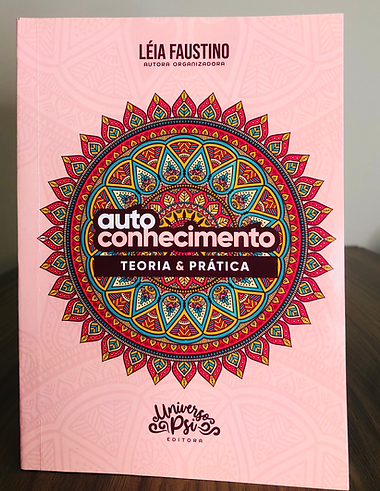 LÉIA FAUSTINO
AUTORA ORGANIZADORA
auto
conhecimento
TEORIA & PRÁTICA
Universo
Psi
EDITORA